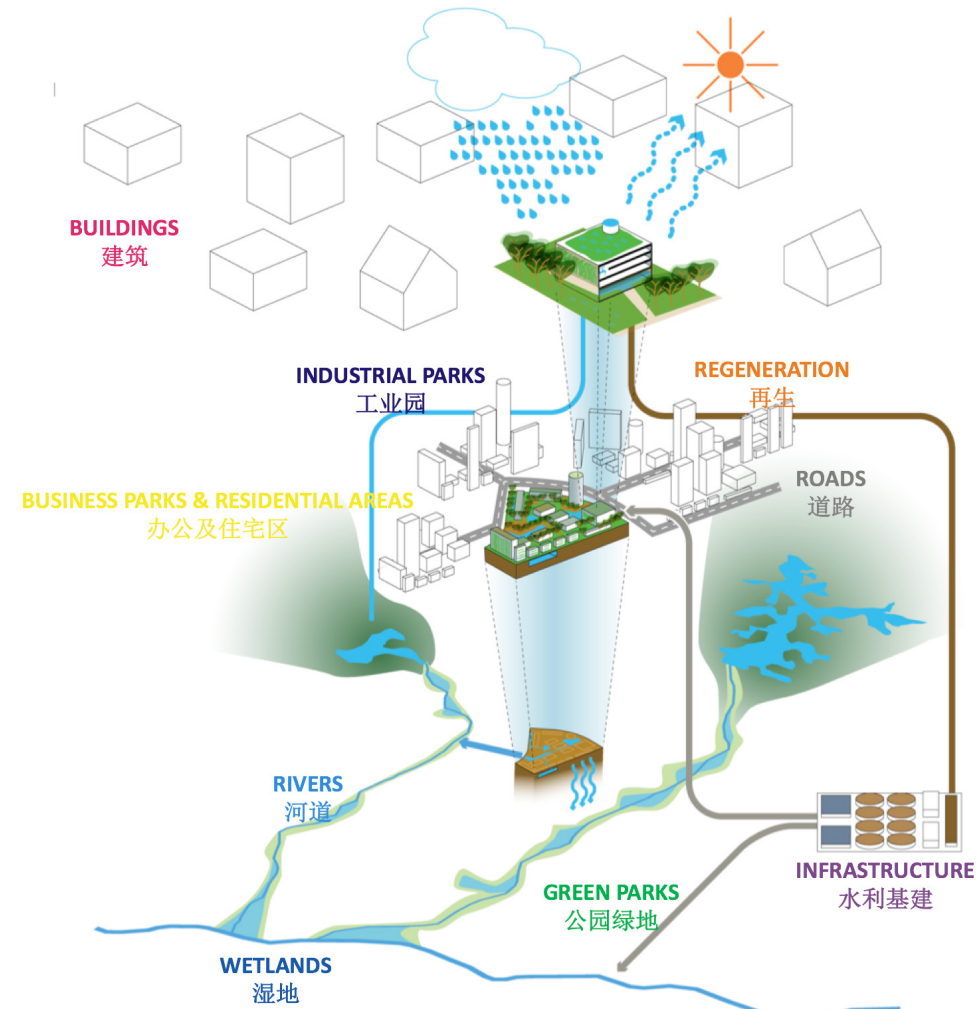 BUILDINGS
建筑
INDUSTRIAL PARKS
工业园
REGENERATION
再生
BUSINESS PARKS & RESIDENTIAL AREAS
办公及住宅区
ROADS
道路
RIVERS
河道
INFRASTRUCTURE
水利基建
GREEN PARKS
公园绿地
WETLANDS
湿地